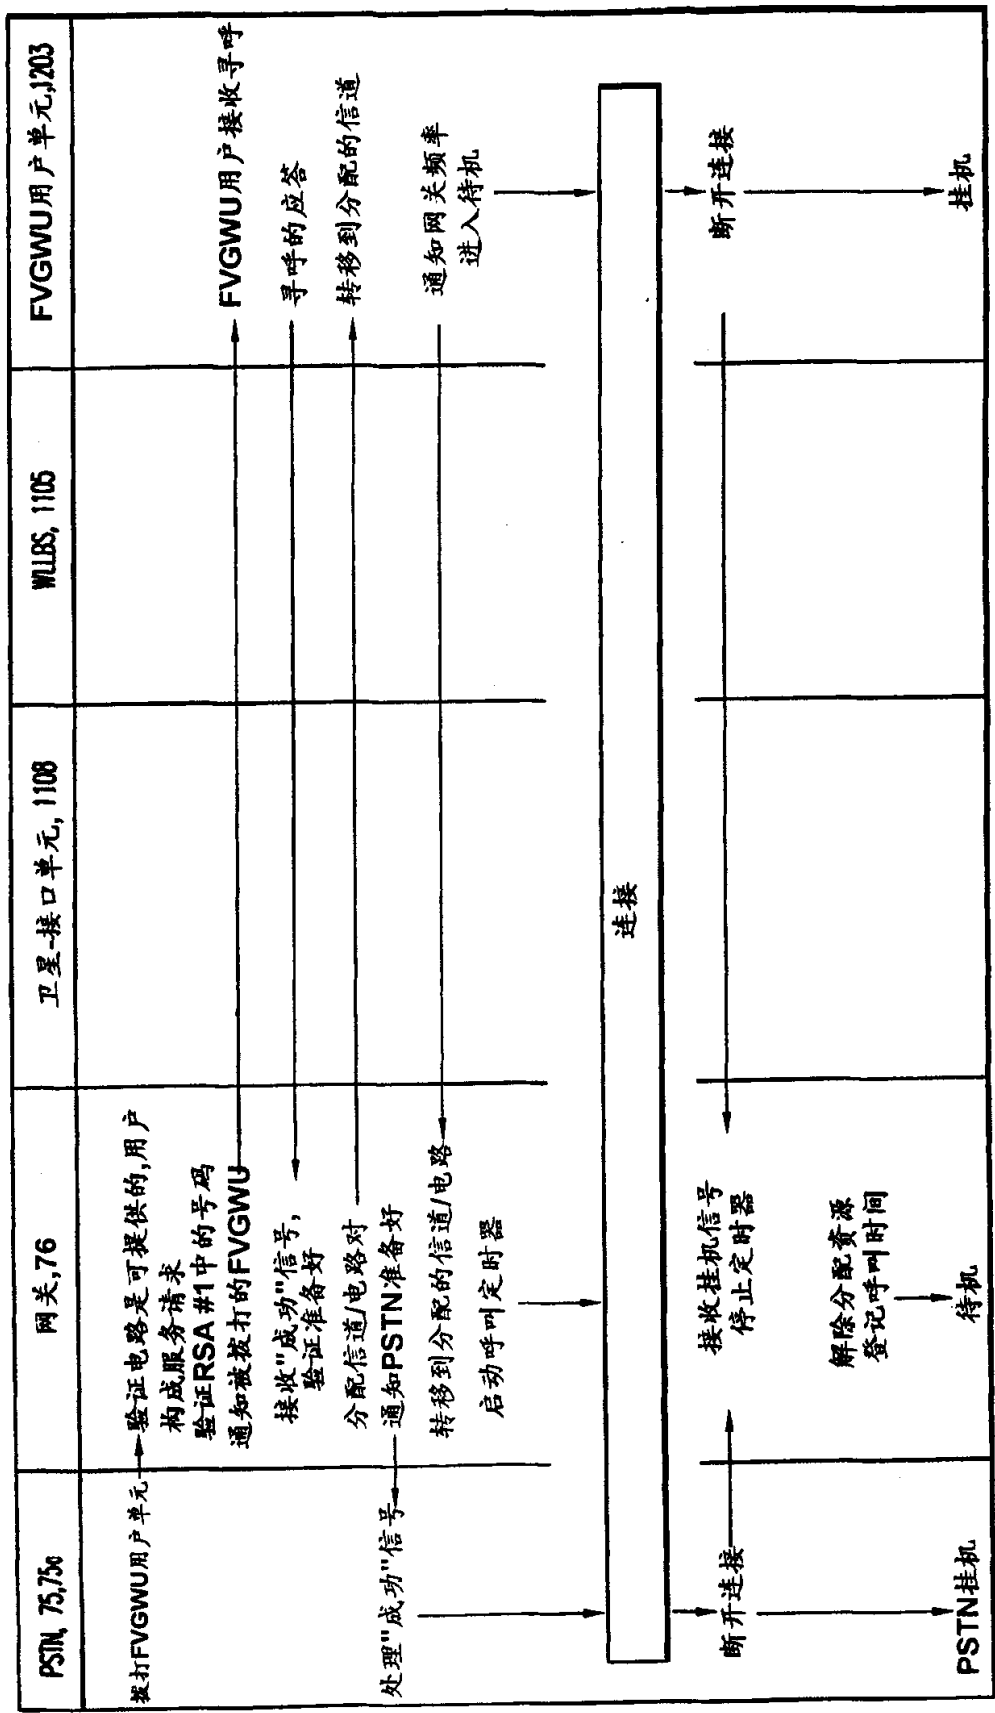 PSTN, 75,75c
网关,76
卫星-接口单元, 1108
WLLBS, 1105
FVGWU用户单元,1203
拨打FVGWU用户单元
验证电路是可提供的,用户
构成服务请求
验证RSA #1中的号码
通知被拨打的FVGWU
FVGWU用户接收寻呼
寻呼的应答
接收"成功"信号,
验证准备好
分配信道/电路对
转移到分配的信道
通知PSTN准备好
处理"成功"信号
通知网关频率
进入待机
转移到分配的信道/电路
启动呼叫定时器
连接
断开连接
接收挂机信号
停止定时器
断开连接
解除分配资源
登记呼叫时间
PSTN挂机
待机
挂机